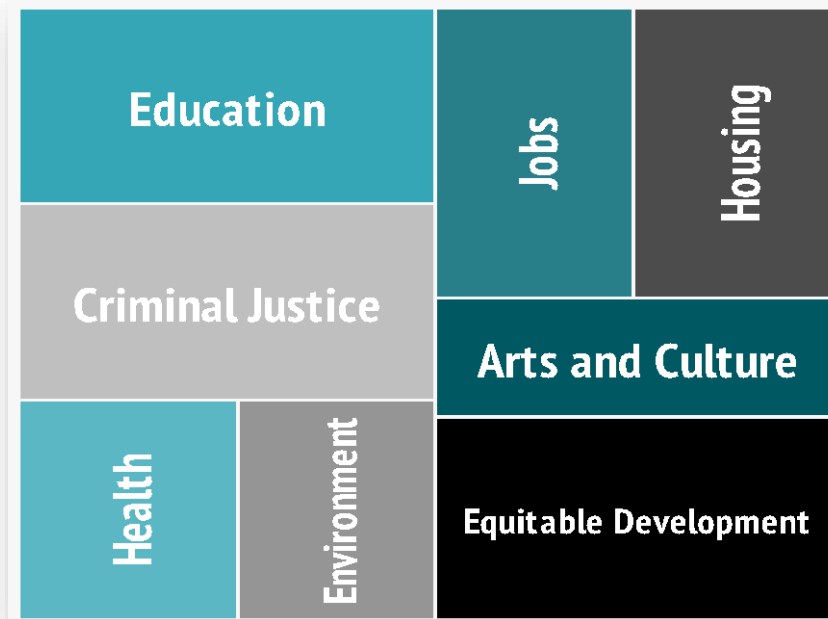 Education
Jobs
Housing
Criminal Justice
Arts and Culture
Health
Environment
Equitable Development